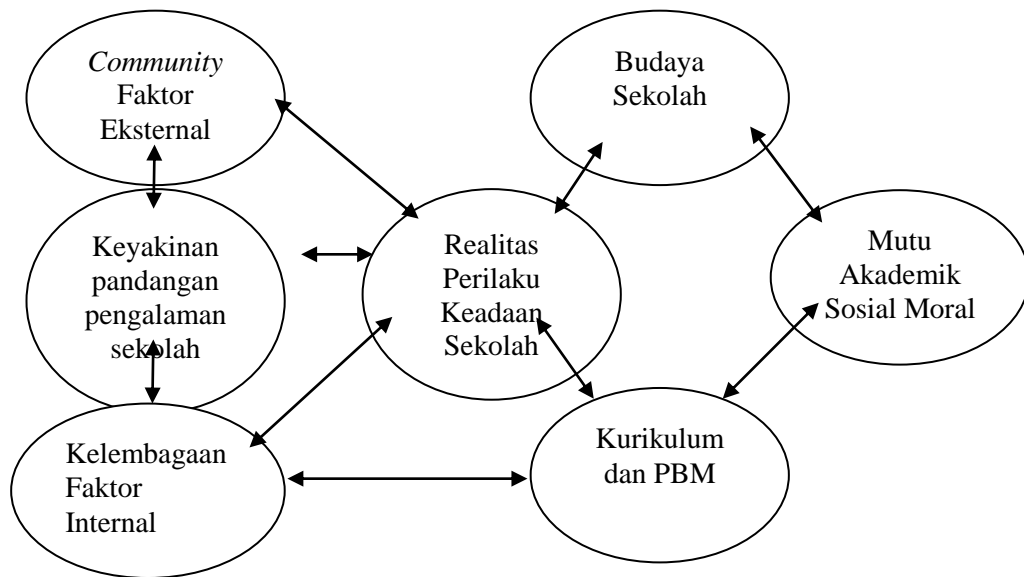 Community
Faktor
Eksternal
Keyakinan
pandangan
pengalaman
sekolah
Kelembagaan
Faktor
Internal
Realitas
Perilaku
Keadaan
Sekolah
Budaya
Sekolah
Kurikulum
dan PBM
Mutu
Akademik
Sosial Moral